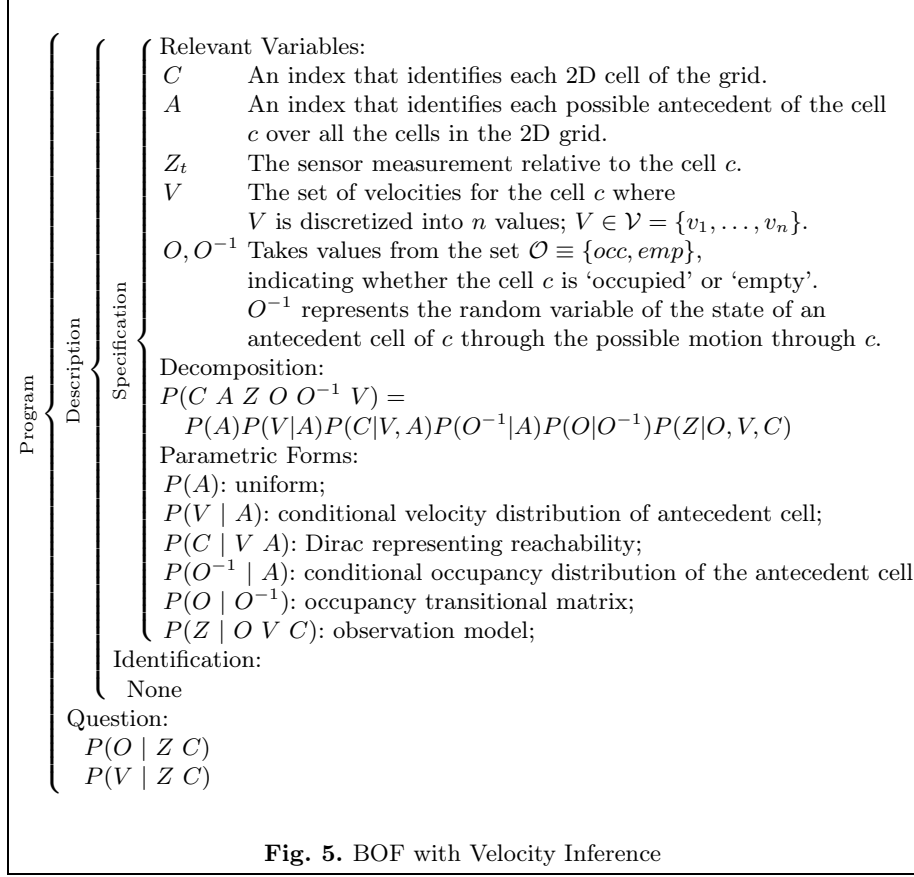 Program
Description
Specification
Relevant Variables:
C An index that identifies each 2D cell of the grid.
A An index that identifies each possible antecedent of the cell
c over all the cells in the 2D grid.
Z_t The sensor measurement relative to the cell c.
V The set of velocities for the cell c where
V is discretized into n values; V ∈ 𝒱 = {v_1, . . . , v_n}.
O, O^{−1} Takes values from the set 𝒪 ≡ {occ, emp},
indicating whether the cell c is ‘occupied’ or ‘empty’.
O^{−1} represents the random variable of the state of an
antecedent cell of c through the possible motion through c.
Decomposition:
P(C A Z O O^{−1} V) =
P(A)P(V|A)P(C|V, A)P(O^{−1}|A)P(O|O^{−1})P(Z|O, V, C)
Parametric Forms:
P(A): uniform;
P(V | A): conditional velocity distribution of antecedent cell;
P(C | V A): Dirac representing reachability;
P(O^{−1} | A): conditional occupancy distribution of the antecedent cell
P(O | O^{−1}): occupancy transitional matrix;
P(Z | O V C): observation model;
Identification:
None
Question:
P(O | Z C)
P(V | Z C)
Fig. 5. BOF with Velocity Inference